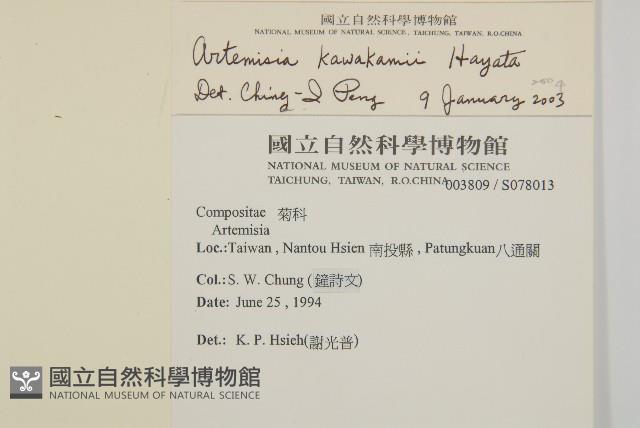 國立自然科學博物館
NATIONAL MUSEUM OF NATURAL SCIENCE, TAICHUNG, TAIWAN, R.O.CHINA
Artemisia kawakamii Hayata
Det. Ching-I Peng 9 January 2003
2004
國立自然科學博物館
NATIONAL MUSEUM OF NATURAL SCIENCE
TAICHUNG, TAIWAN, R.O.CHINA 003809 / S078013
Compositae 菊科
Artemisia
Loc.: Taiwan , Nantou Hsien 南投縣 , Patungkuan 八通關
Col.: S. W. Chung (鐘詩文)
Date: June 25 , 1994
Det.: K. P. Hsieh(謝光普)
國立自然科學博物館
NATIONAL MUSEUM OF NATURAL SCIENCE